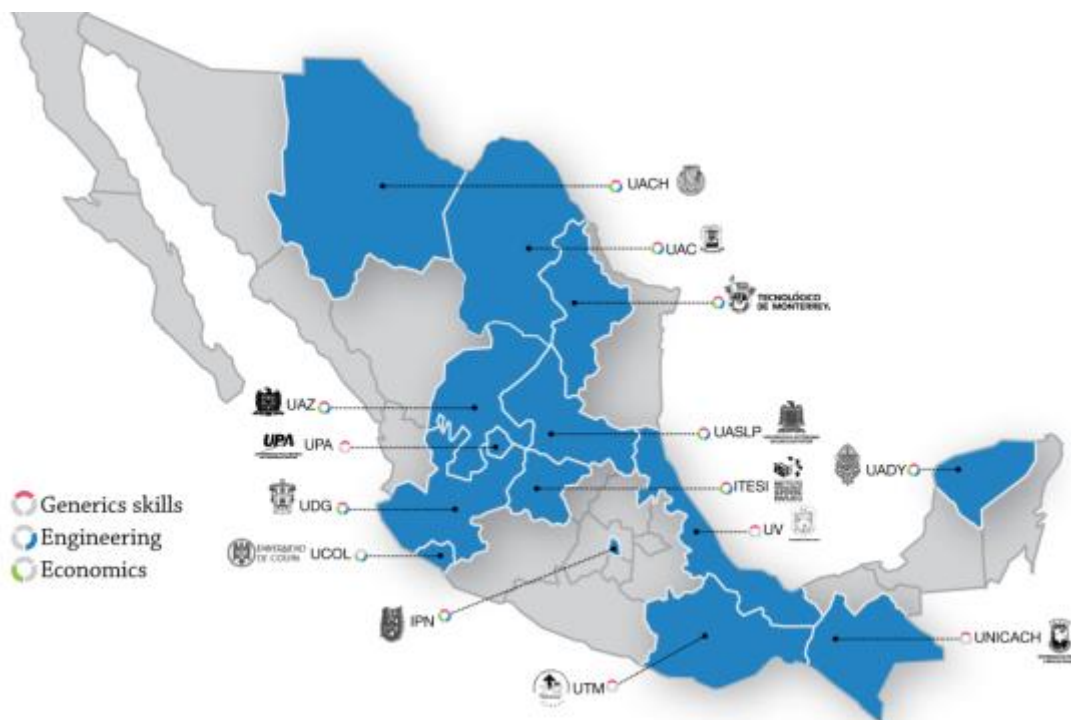 UACH
UAC
TECNOLÓGICO
DE MONTERREY.
UAZ
UPA
UPA
UASLP
UADY
ITESI
UDG
UV
UCOL
Generics skills
Engineering
Economics
IPN
UNICACH
UTM